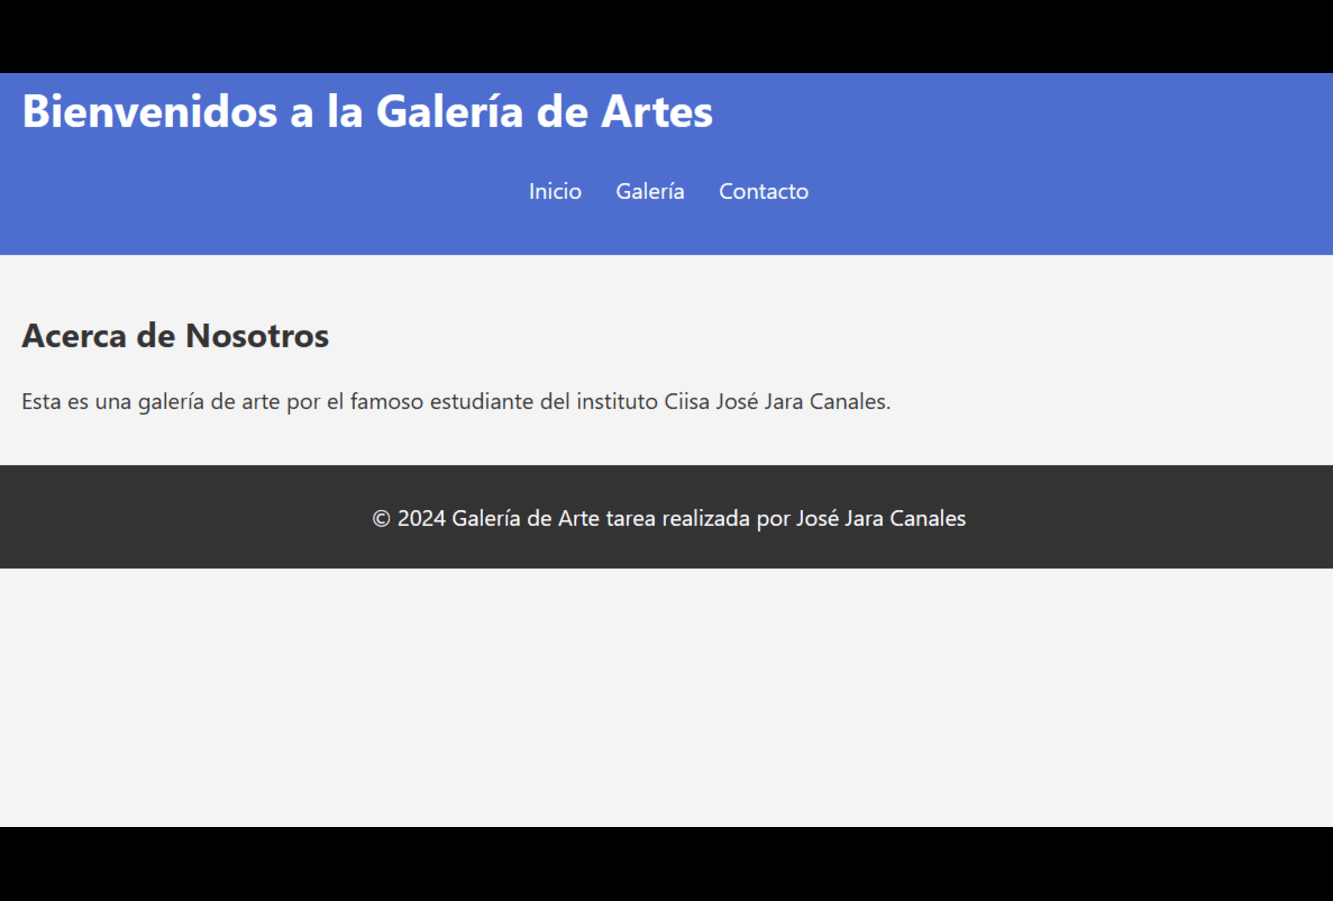 Bienvenidos a la Galería de Artes
Inicio Galería Contacto
Acerca de Nosotros
Esta es una galería de arte por el famoso estudiante del instituto Ciisa José Jara Canales.
© 2024 Galería de Arte tarea realizada por José Jara Canales